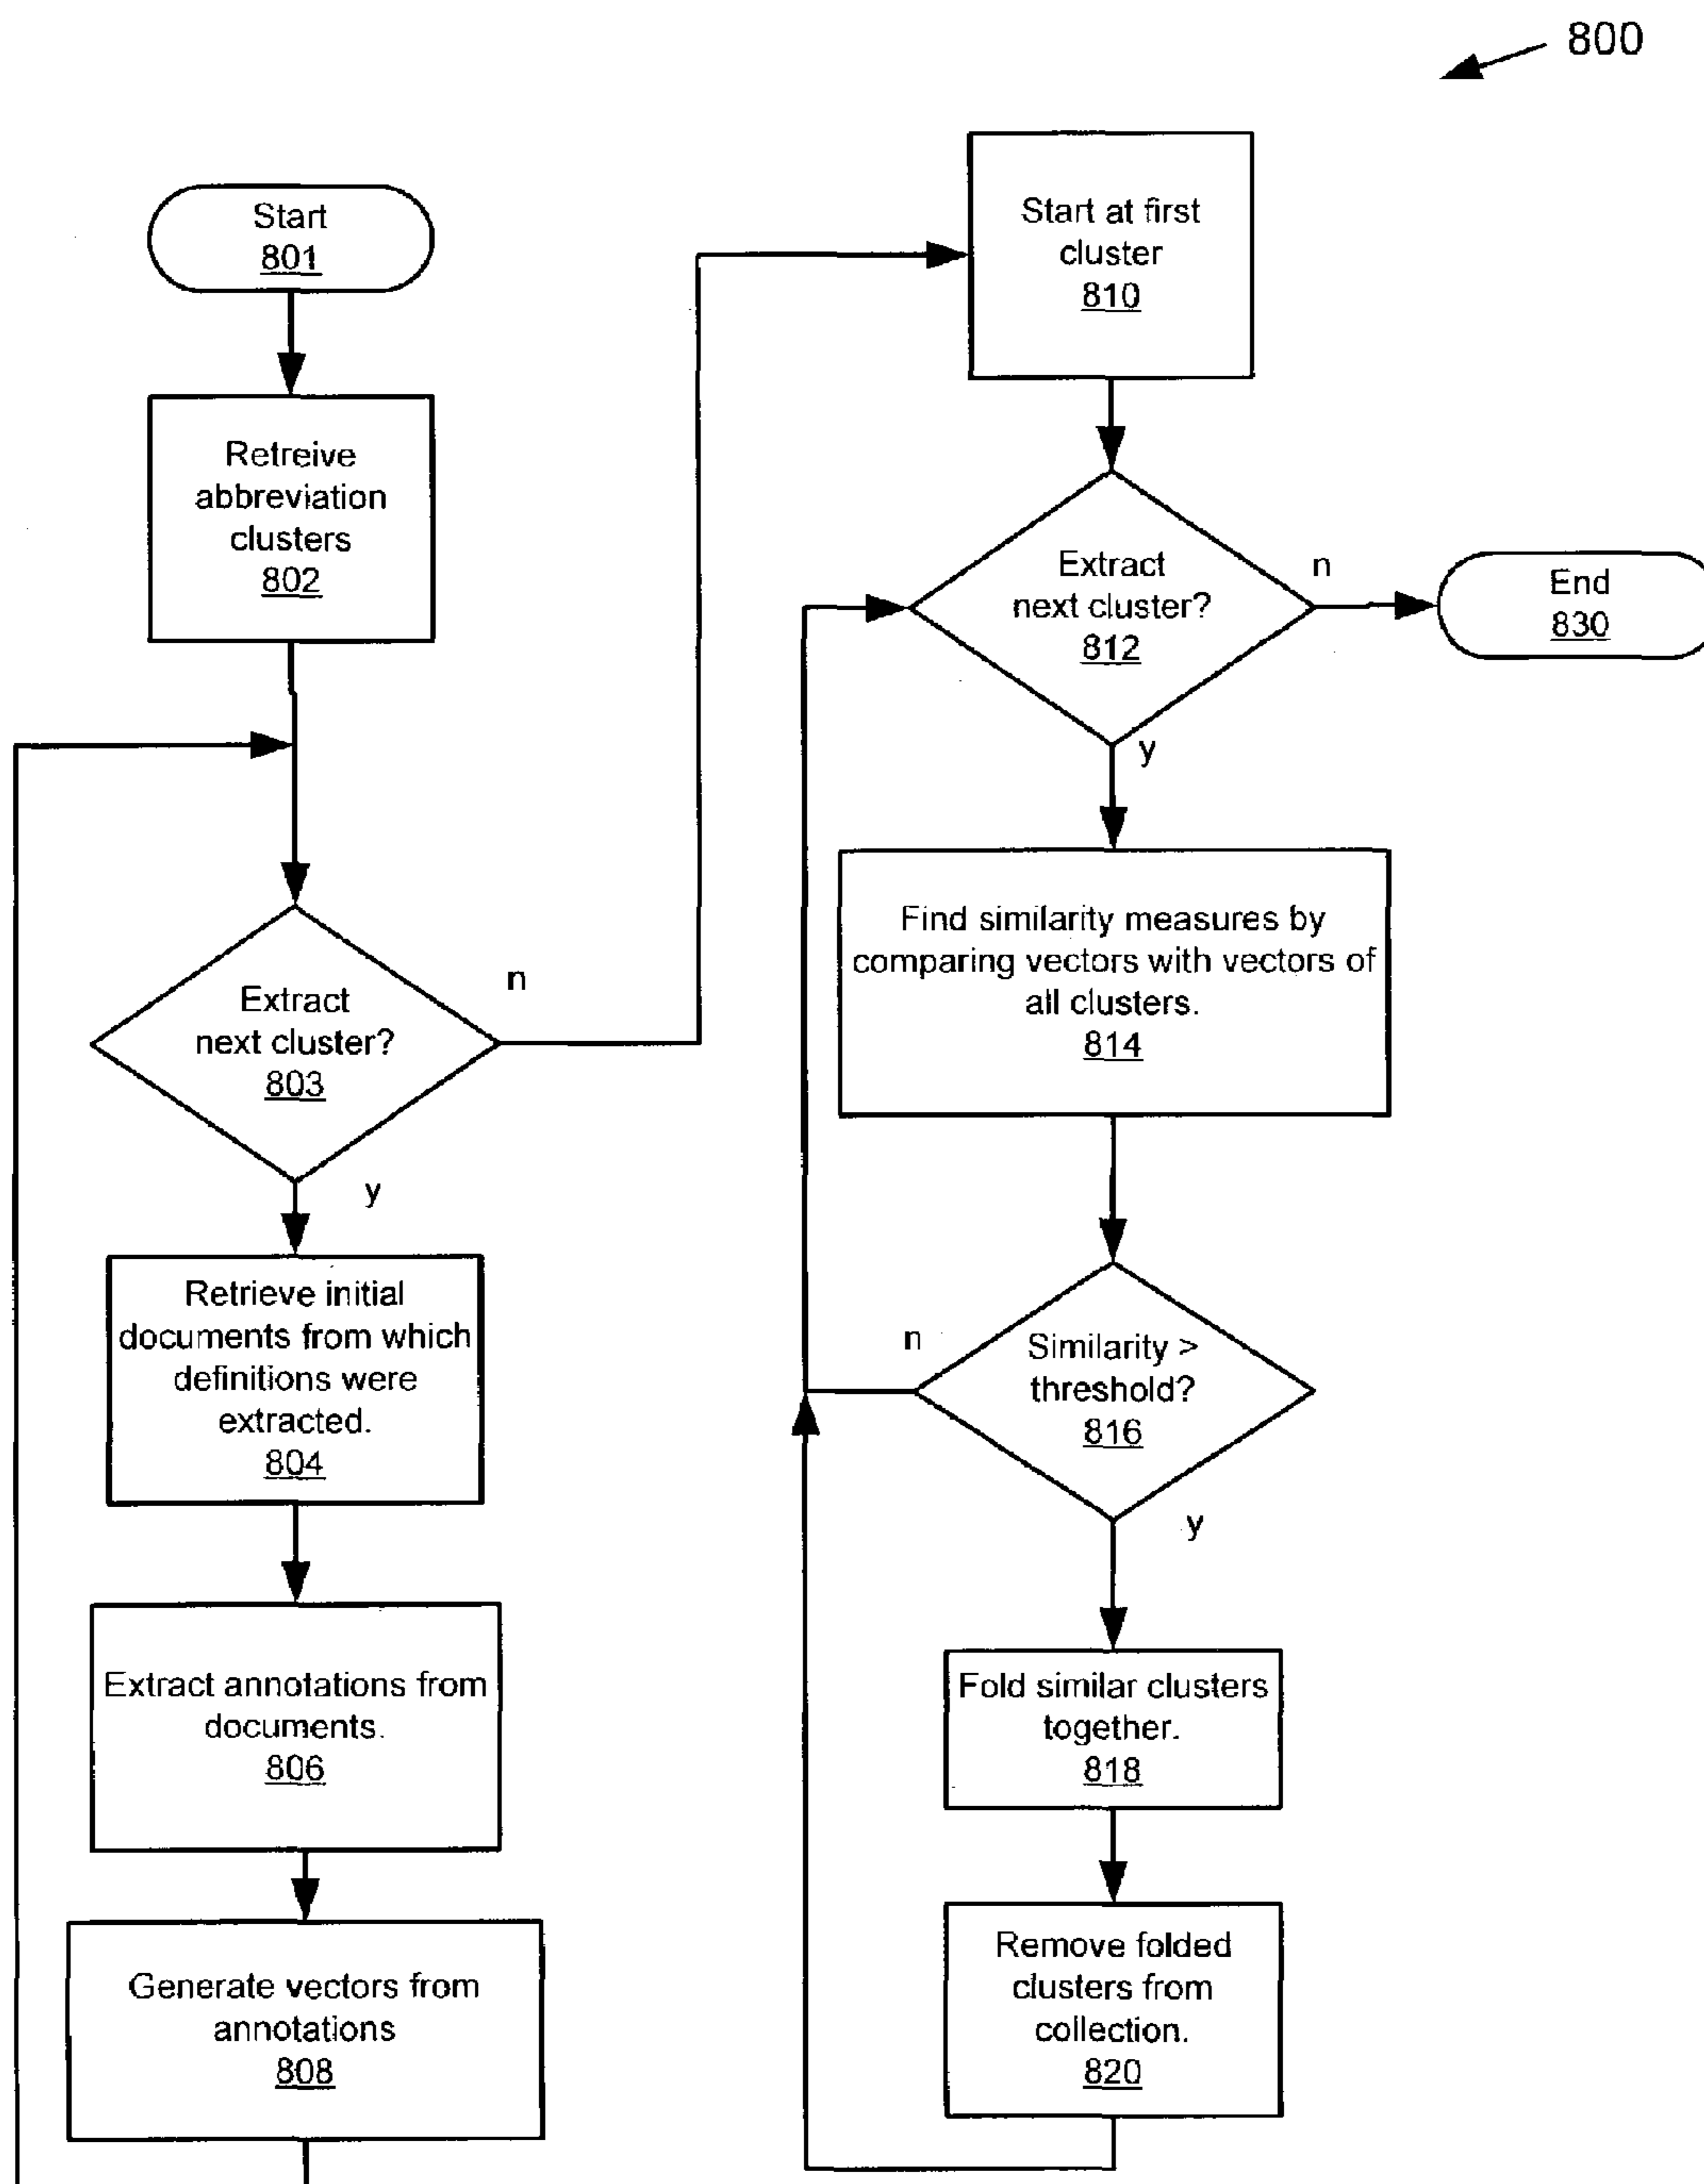 800
Start
801
Retreive
abbreviation
clusters
802
Extract
next cluster?
803
n
y
Retrieve initial
documents from which
definitions were
extracted.
804
Extract annotations from
documents.
806
Generate vectors from
annotations
808
Start at first
cluster
810
Extract
next cluster?
812
n
End
830
y
Find similarity measures by
comparing vectors with vectors of
all clusters.
814
Similarity >
threshold?
816
n
y
Fold similar clusters
together.
818
Remove folded
clusters from
collection.
820